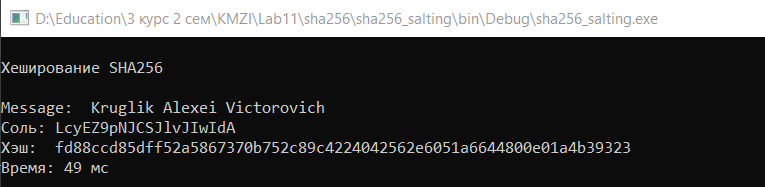 D:\Education\3 курс 2 сем\KMZI\Lab11\sha256\sha256_salting\bin\Debug\sha256_salting.exe
Хеширование SHA256
Message:  Kruglik Alexei Victorovich
Соль: LcyEZ9pNJCSJlvJIwIdA
Хэш:  fd88ccd85dff52a5867370b752c89c4224042562e6051a6644800e01a4b39323
Время: 49 мс